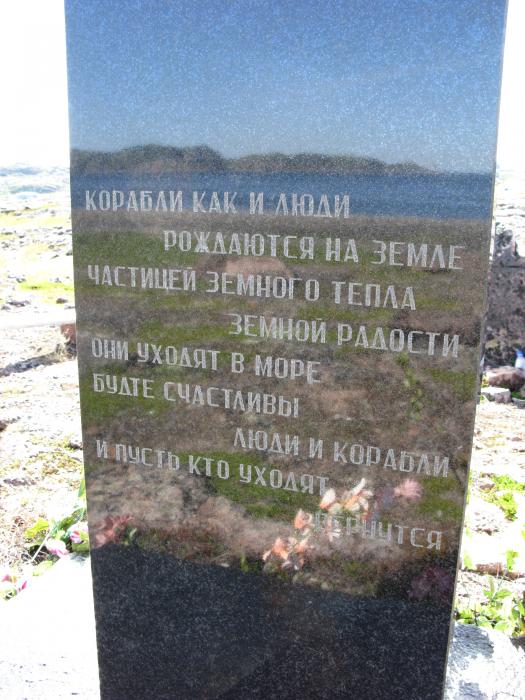 КОРАБЛИ КАК И ЛЮДИ
РОЖДАЮТСЯ НА ЗЕМЛЕ
ЧАСТИЦЕЙ ЗЕМНОГО ТЕПЛА
ЗЕМНОЙ РАДОСТИ
ОНИ УХОДЯТ В МОРЕ
БУДТЕ СЧАСТЛИВЫ
ЛЮДИ И КОРАБЛИ
И ПУСТЬ КТО УХОДЯТ
ВЕРНУТСЯ